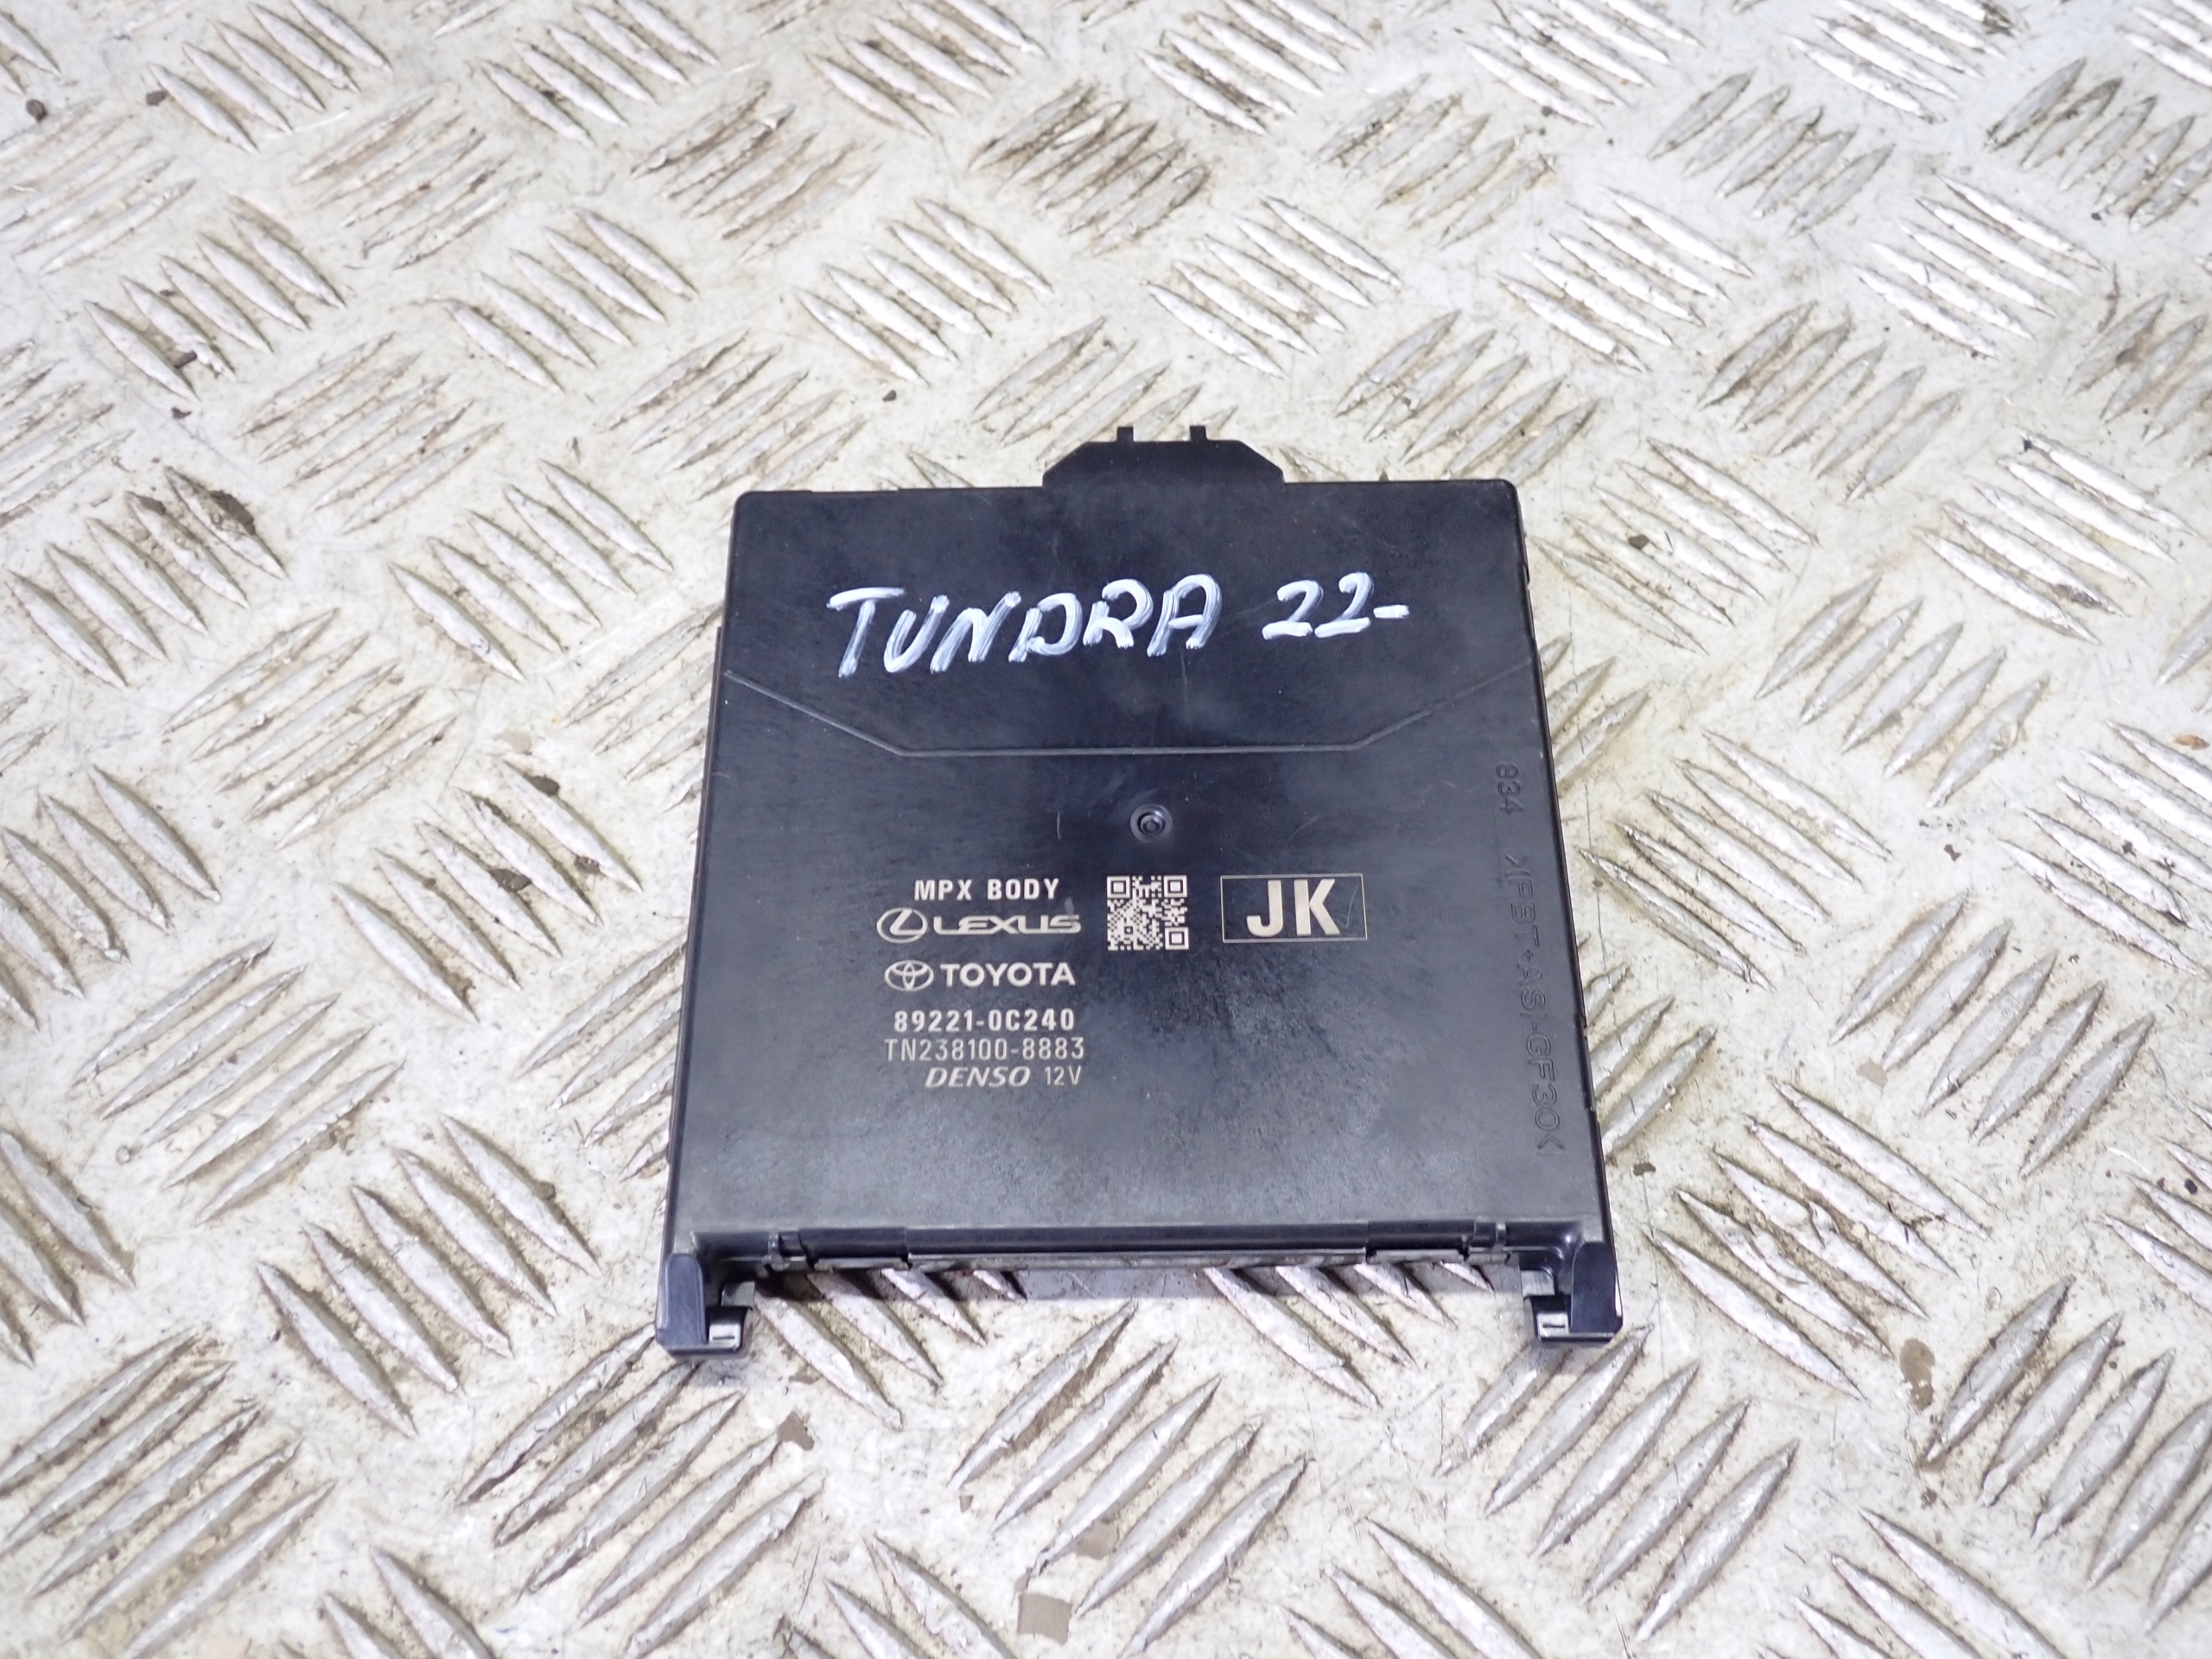 TUNDRA 22-
MPX BODY
LEXUS
JK
TOYOTA
89221-0C240
TN238100-8883
DENSO 12V
834 >(PBT+AS)-GF30<